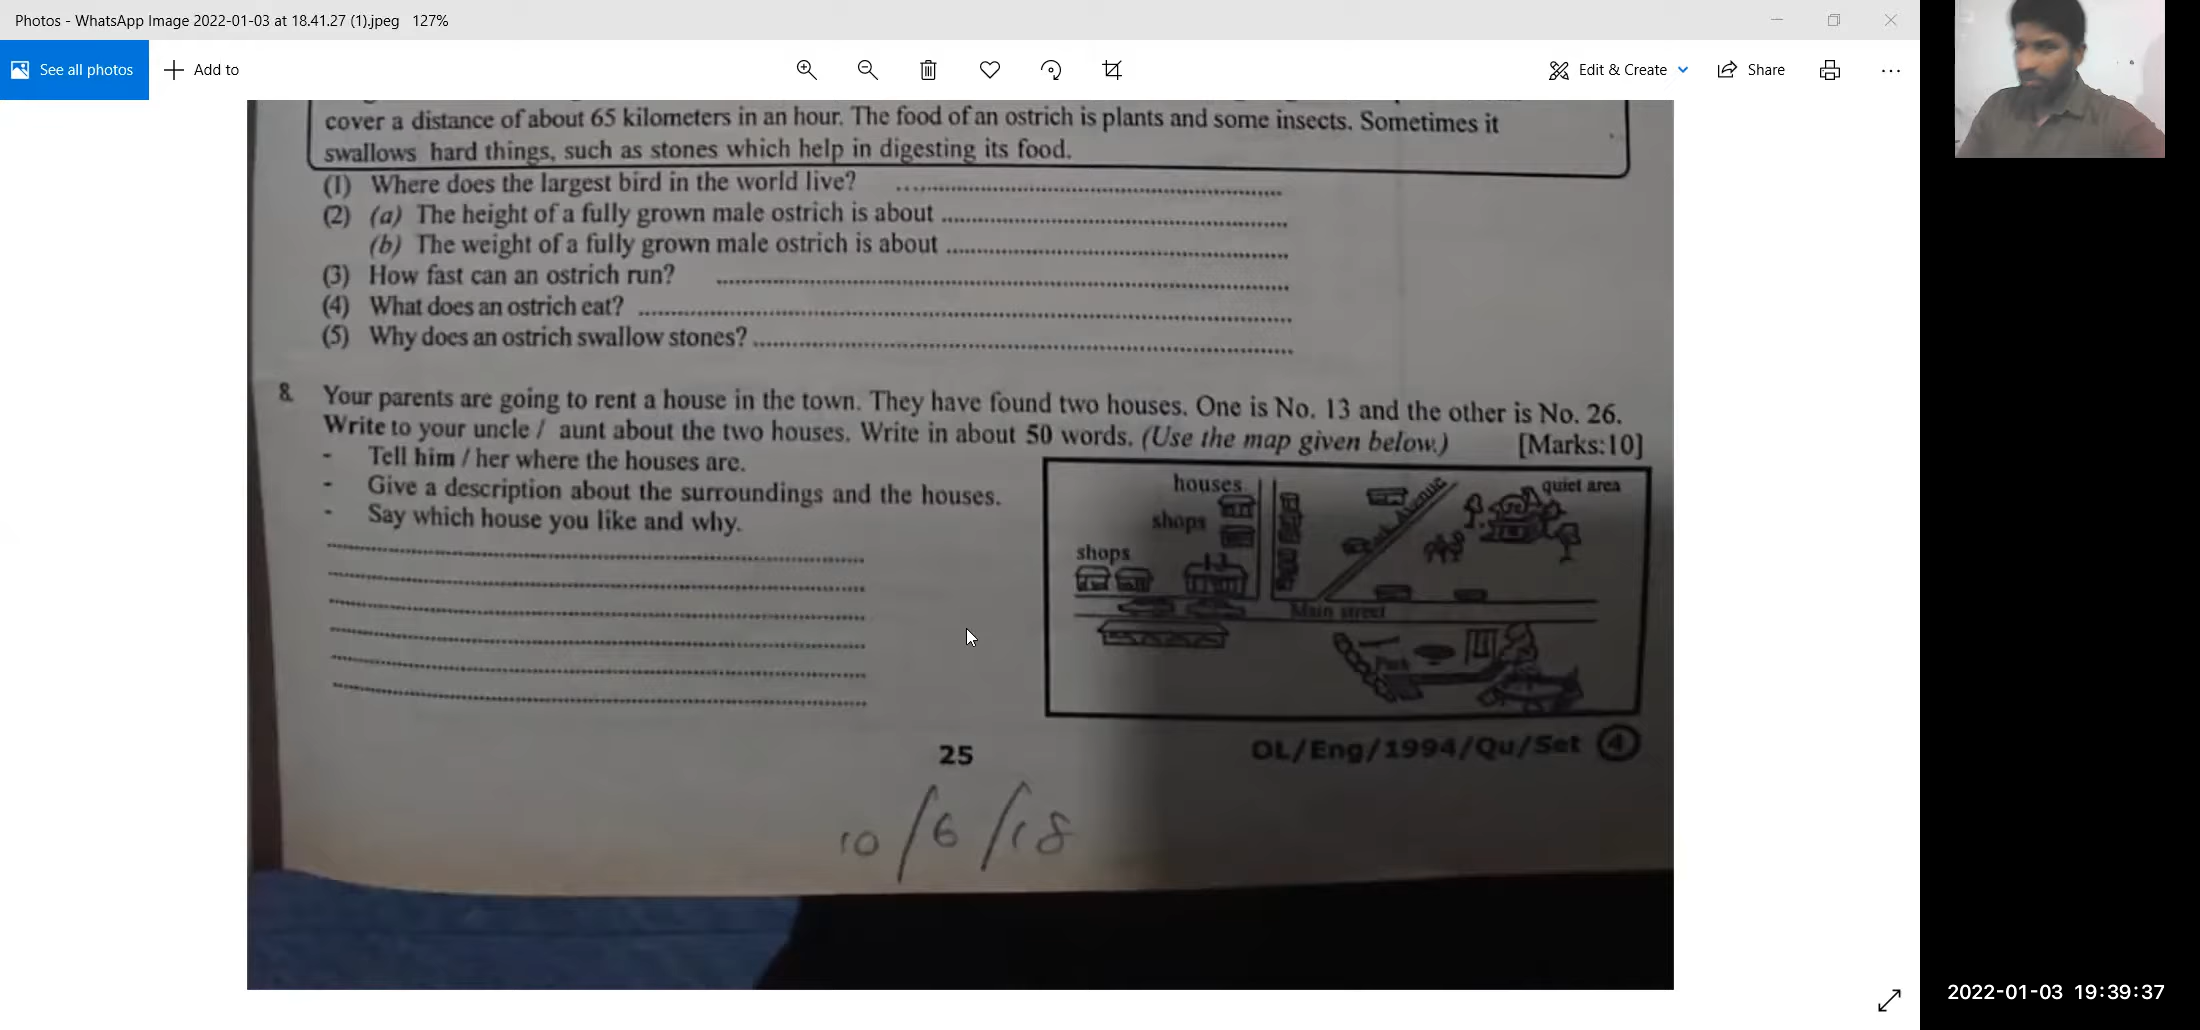 Photos - WhatsApp Image 2022-01-03 at 18.41.27 (1).jpeg 127%
See all photos
Add to
Edit & Create
Share
cover a distance of about 65 kilometers in an hour. The food of an ostrich is plants and some insects. Sometimes it
swallows hard things, such as stones which help in digesting its food.
(1) Where does the largest bird in the world live? ....................
(2) (a) The height of a fully grown male ostrich is about ....................
(b) The weight of a fully grown male ostrich is about ....................
(3) How fast can an ostrich run? ....................
(4) What does an ostrich eat? ....................
(5) Why does an ostrich swallow stones? ....................
8. Your parents are going to rent a house in the town. They have found two houses. One is No. 13 and the other is No. 26.
Write to your uncle / aunt about the two houses. Write in about 50 words. (Use the map given below.) [Marks:10]
- Tell him / her where the houses are.
- Give a description about the surroundings and the houses.
- Say which house you like and why.
houses
shops
shops
13
Avenue
quiet area
Main street
Park
25
OL/Eng/1994/Qu/Set 4
10/6/18
2022-01-03 19:39:37